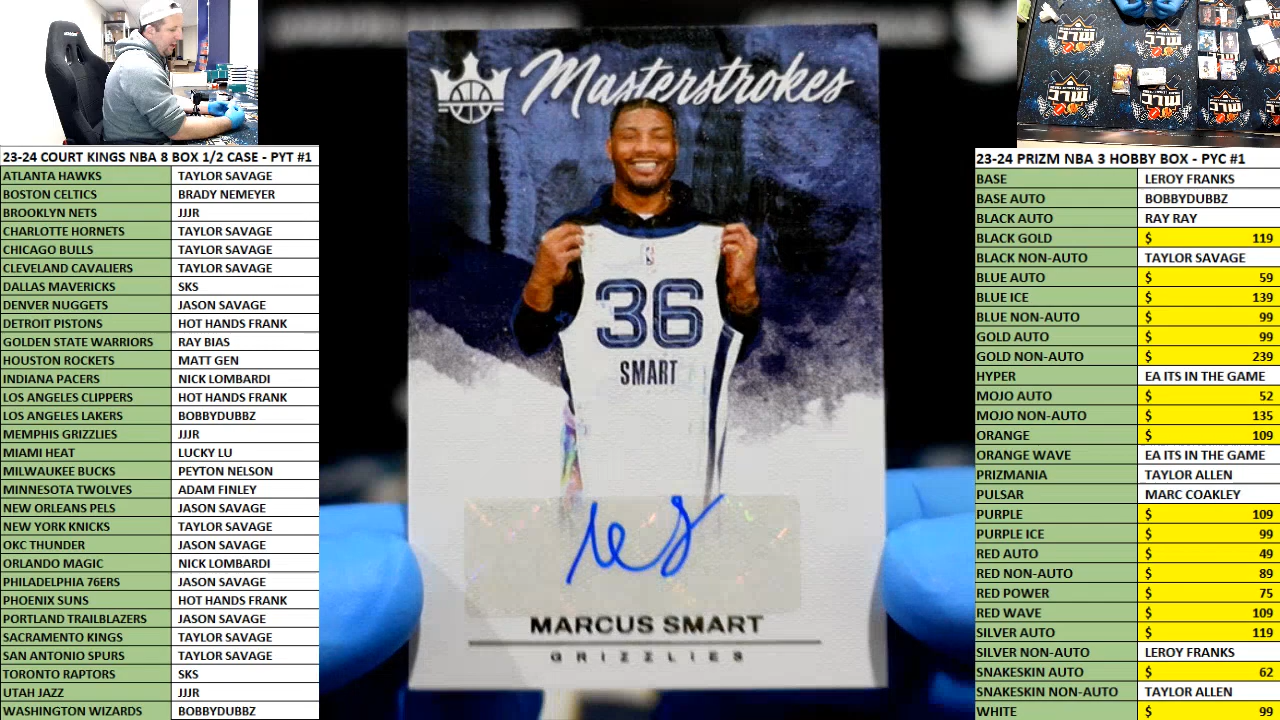 23-24 COURT KINGS NBA 8 BOX 1/2 CASE - PYT #1
ATLANTA HAWKS TAYLOR SAVAGE
BOSTON CELTICS BRADY NEMEYER
BROOKLYN NETS JJJR
CHARLOTTE HORNETS TAYLOR SAVAGE
CHICAGO BULLS TAYLOR SAVAGE
CLEVELAND CAVALIERS TAYLOR SAVAGE
DALLAS MAVERICKS SKS
DENVER NUGGETS JASON SAVAGE
DETROIT PISTONS HOT HANDS FRANK
GOLDEN STATE WARRIORS RAY BIAS
HOUSTON ROCKETS MATT GEN
INDIANA PACERS NICK LOMBARDI
LOS ANGELES CLIPPERS HOT HANDS FRANK
LOS ANGELES LAKERS BOBBYDUBBZ
MEMPHIS GRIZZLIES JJJR
MIAMI HEAT LUCKY LU
MILWAUKEE BUCKS PEYTON NELSON
MINNESOTA TWOLVES ADAM FINLEY
NEW ORLEANS PELS JASON SAVAGE
NEW YORK KNICKS TAYLOR SAVAGE
OKC THUNDER JASON SAVAGE
ORLANDO MAGIC NICK LOMBARDI
PHILADELPHIA 76ERS JASON SAVAGE
PHOENIX SUNS HOT HANDS FRANK
PORTLAND TRAILBLAZERS JASON SAVAGE
SACRAMENTO KINGS TAYLOR SAVAGE
SAN ANTONIO SPURS TAYLOR SAVAGE
TORONTO RAPTORS SKS
UTAH JAZZ JJJR
WASHINGTON WIZARDS BOBBYDUBBZ
Masterstrokes
36
SMART
MARCUS SMART
GRIZZLIES
23-24 PRIZM NBA 3 HOBBY BOX - PYC #1
BASE LEROY FRANKS
BASE AUTO BOBBYDUBBZ
BLACK AUTO RAY RAY
BLACK GOLD $ 119
BLACK NON-AUTO TAYLOR SAVAGE
BLUE AUTO $ 59
BLUE ICE $ 139
BLUE NON-AUTO $ 99
GOLD AUTO $ 99
GOLD NON-AUTO $ 239
HYPER EA ITS IN THE GAME
MOJO AUTO $ 52
MOJO NON-AUTO $ 135
ORANGE $ 109
ORANGE WAVE EA ITS IN THE GAME
PRIZMANIA TAYLOR ALLEN
PULSAR MARC COAKLEY
PURPLE $ 109
PURPLE ICE $ 99
RED AUTO $ 49
RED NON-AUTO $ 89
RED POWER $ 75
RED WAVE $ 109
SILVER AUTO $ 119
SILVER NON-AUTO LEROY FRANKS
SNAKESKIN AUTO $ 62
SNAKESKIN NON-AUTO TAYLOR ALLEN
WHITE $ 99